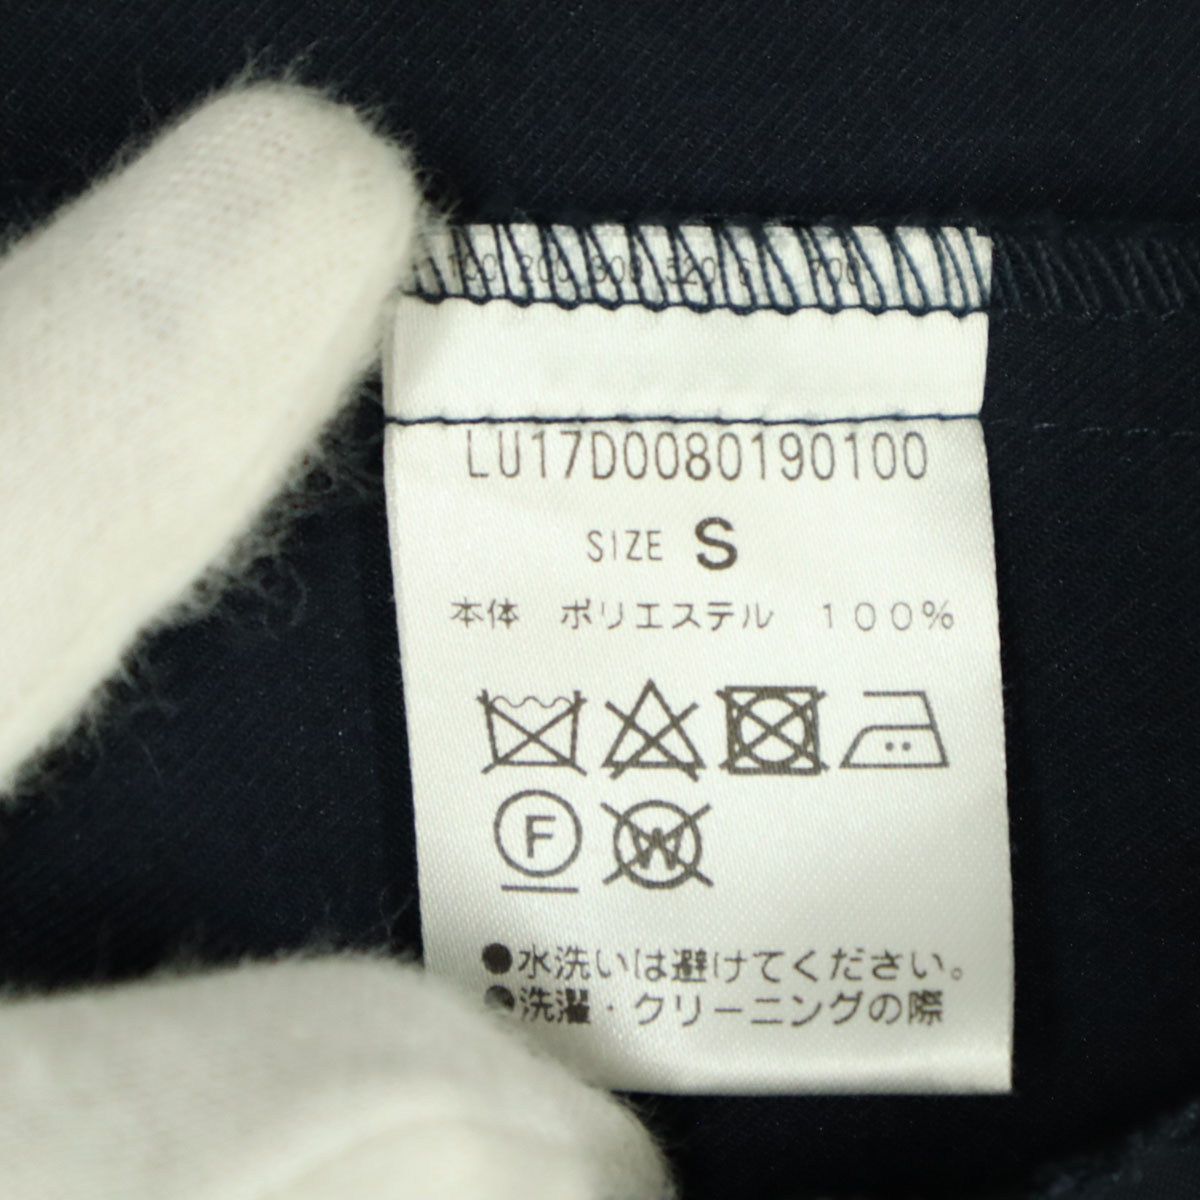 LU17D0080190100
SIZE S
本体 ポリエステル 100%
F
W
●水洗いは避けてください。
●洗濯・クリーニングの際